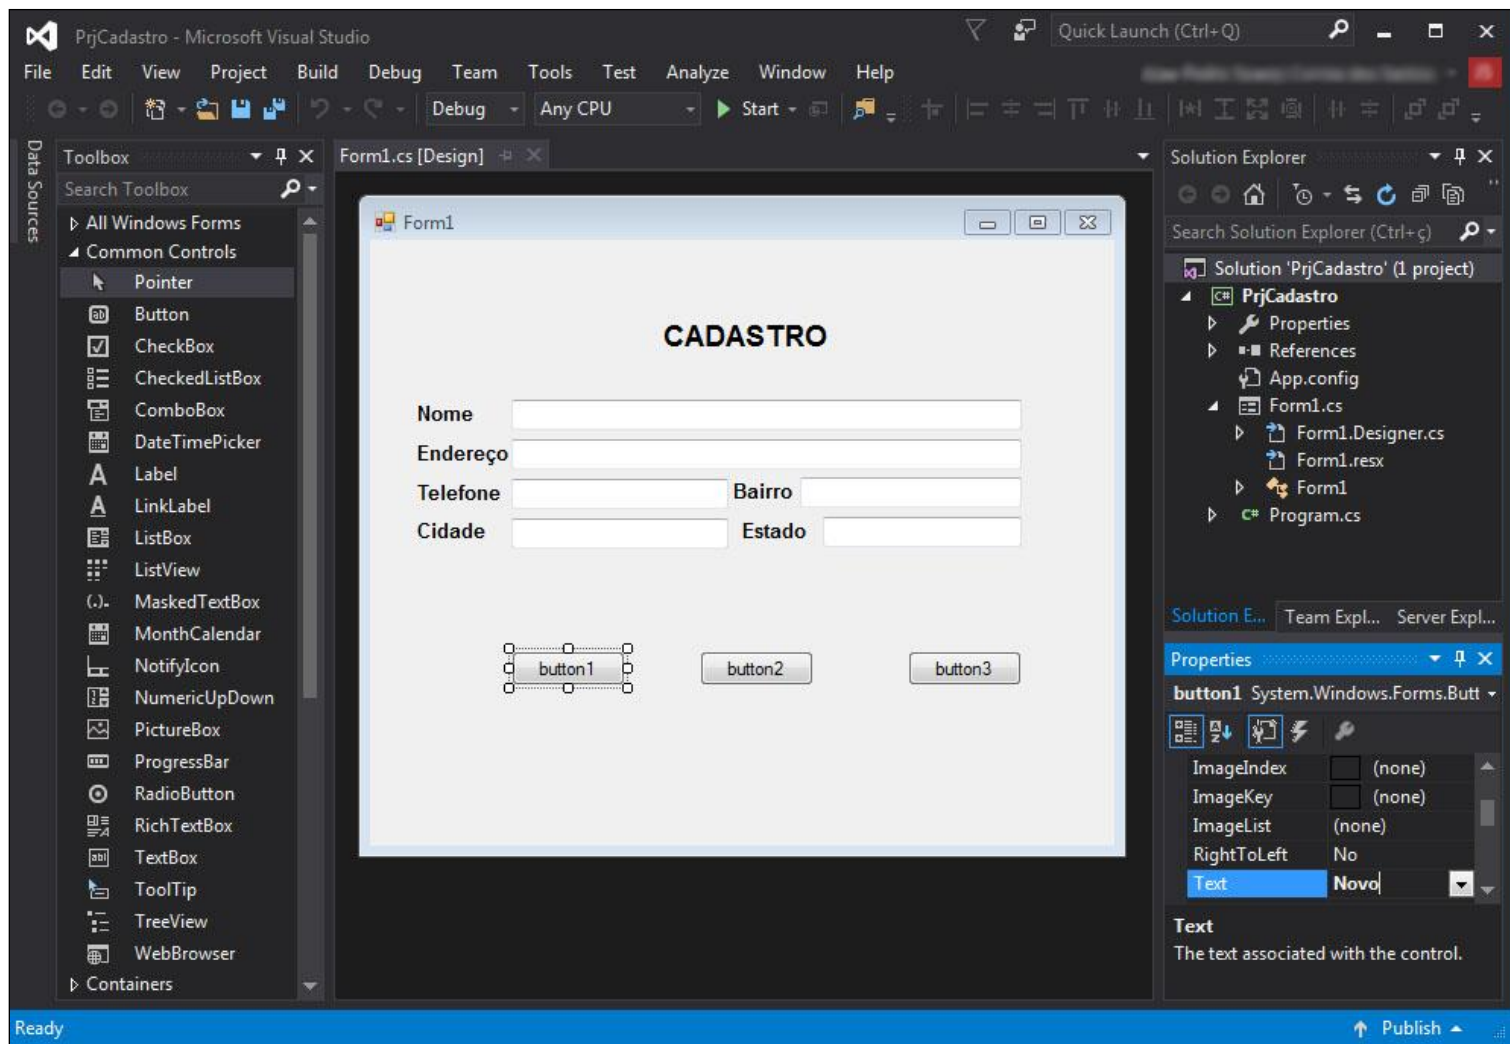 PrjCadastro - Microsoft Visual Studio
Quick Launch (Ctrl+Q)
File Edit View Project Build Debug Team Tools Test Analyze Window Help
Debug Any CPU Start
Data Sources
Toolbox
Search Toolbox
All Windows Forms
Common Controls
Pointer
Button
CheckBox
CheckedListBox
ComboBox
DateTimePicker
Label
LinkLabel
ListBox
ListView
MaskedTextBox
MonthCalendar
NotifyIcon
NumericUpDown
PictureBox
ProgressBar
RadioButton
RichTextBox
TextBox
ToolTip
TreeView
WebBrowser
Containers
Form1.cs [Design]
Form1
CADASTRO
Nome
Endereço
Telefone Bairro
Cidade Estado
button1 button2 button3
Solution Explorer
Search Solution Explorer (Ctrl+ç)
Solution 'PrjCadastro' (1 project)
PrjCadastro
Properties
References
App.config
Form1.cs
Form1.Designer.cs
Form1.resx
Form1
Program.cs
Solution E... Team Expl... Server Expl...
Properties
button1 System.Windows.Forms.Butt
ImageIndex (none)
ImageKey (none)
ImageList (none)
RightToLeft No
Text Novo
Text
The text associated with the control.
Ready
Publish